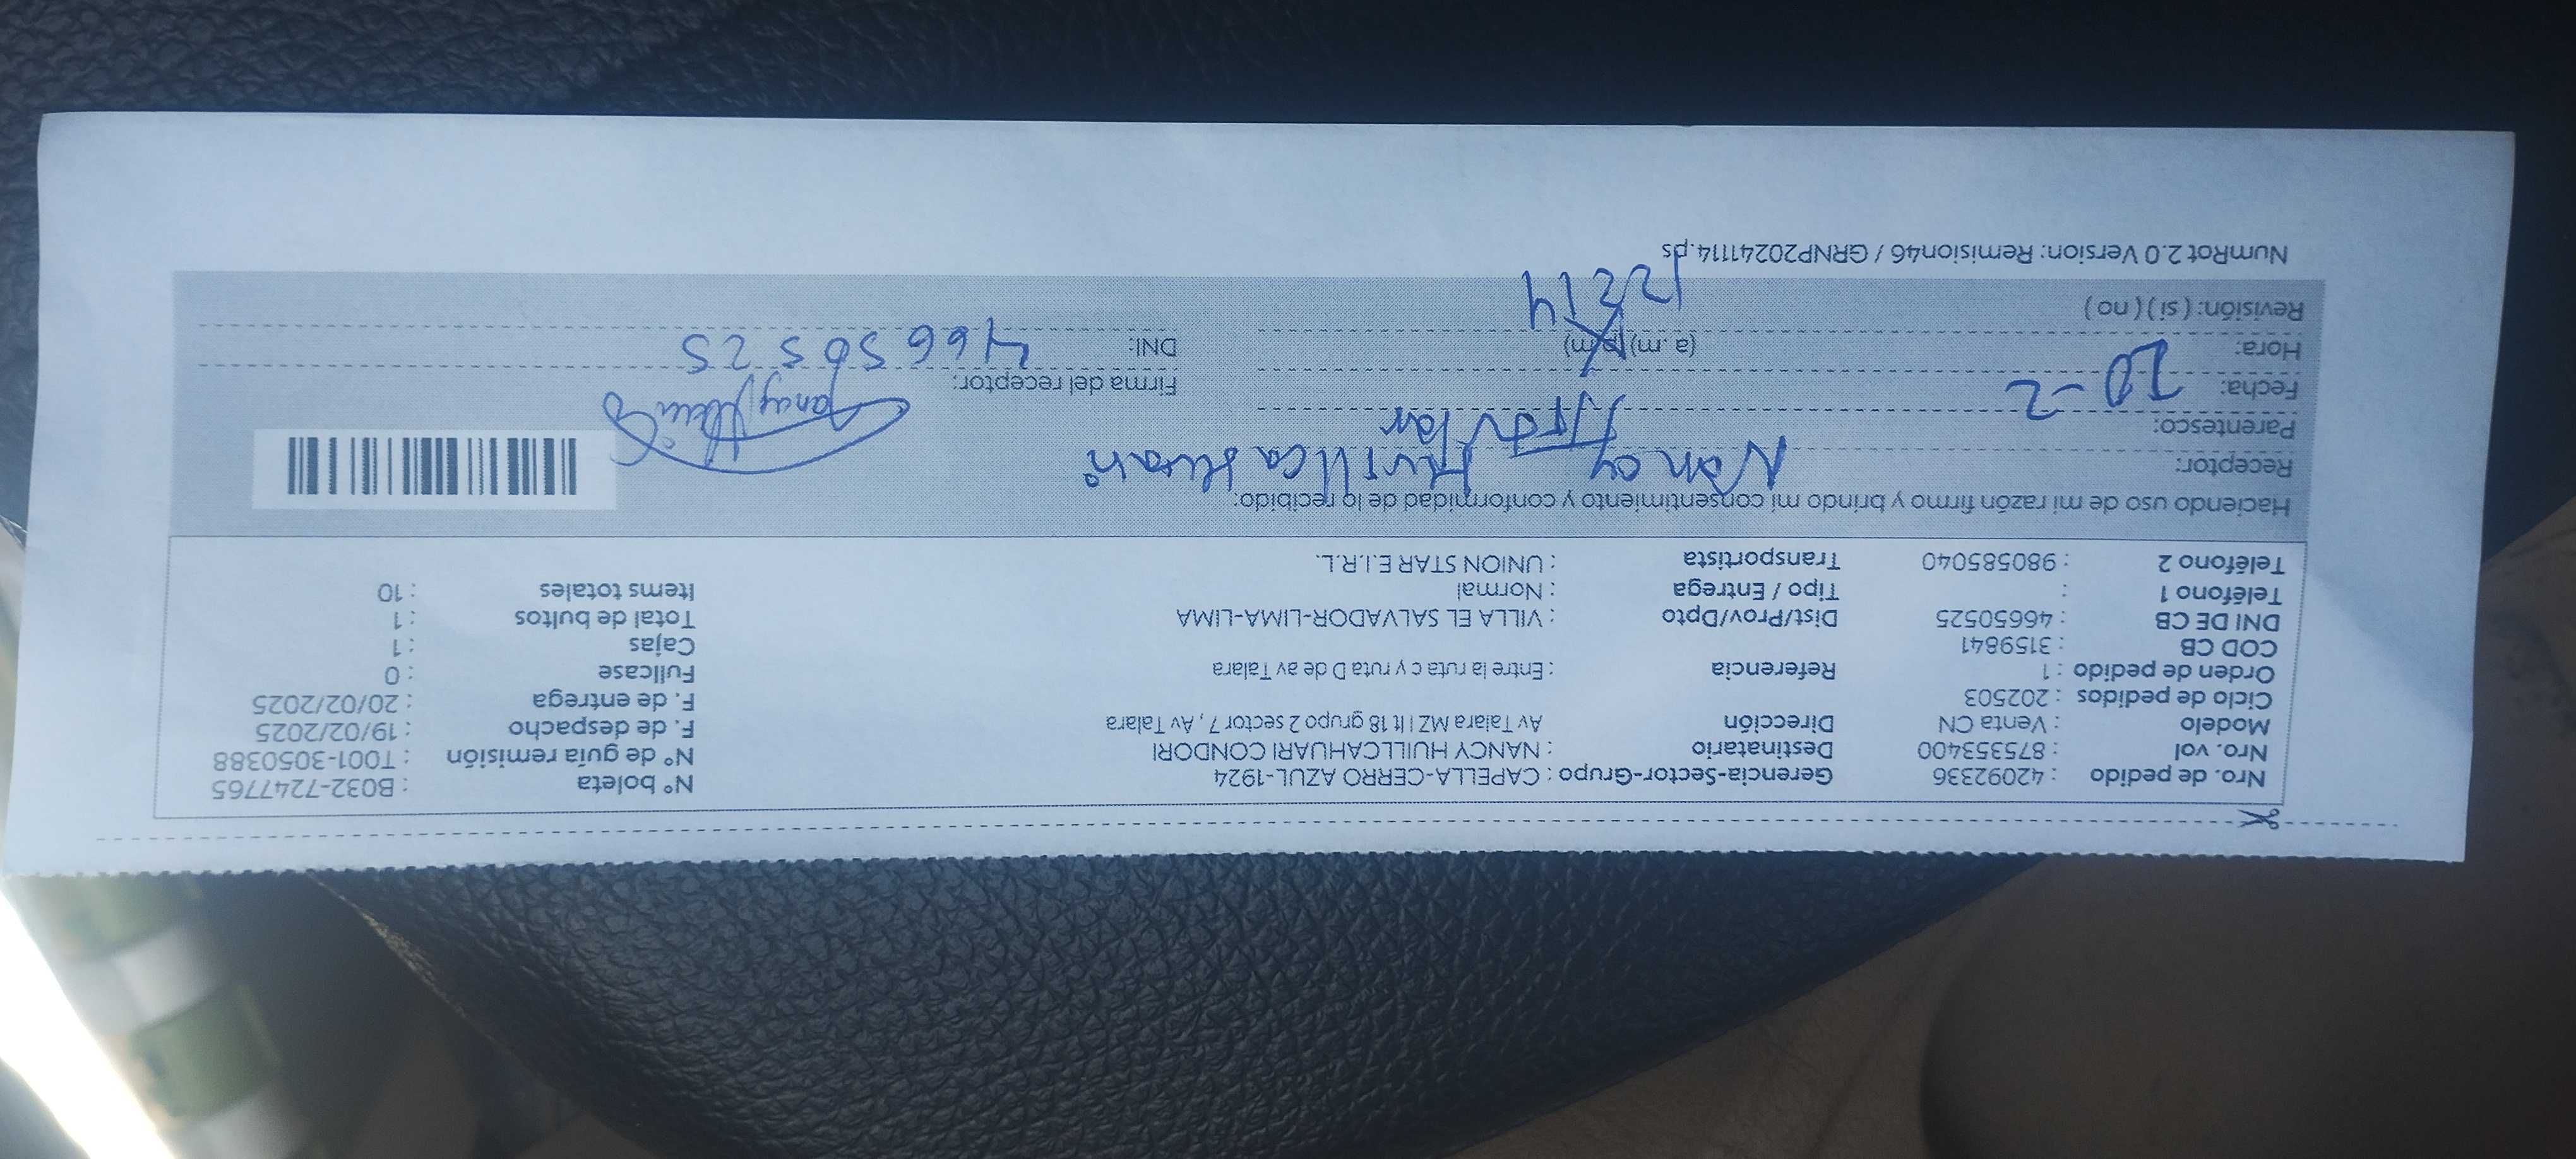 Nro. de pedido : 42092336 Gerencia-Sector-Grupo : CAPELLA-CERRO AZUL-1924 N° boleta : B032-7247765
Nro. vol : 875353400 Destinatario : NANCY HUILLCAHUARI CONDORI N° de guía remisión : T001-3050388
Modelo : Venta CN Dirección Av Talara MZ I lt 18 grupo 2 sector 7 , Av Talara F. de despacho : 19/02/2025
Ciclo de pedidos : 202503 F. de entrega : 20/02/2025
Orden de pedido : 1 Referencia : Entre la ruta c y ruta D de av Talara Fullcase : 0
COD CB : 3159841 Cajas : 1
DNI DE CB : 46650525 Dist/Prov/Dpto : VILLA EL SALVADOR-LIMA-LIMA Total de bultos : 1
Teléfono 1 : Tipo / Entrega : Normal Items totales : 10
Teléfono 2 : 980585040 Transportista : UNION STAR E.I.R.L.
Haciendo uso de mi razón firmo y brindo mi consentimiento y conformidad de lo recibido:
Receptor: Nancy
Parentesco:
Fecha: 20-2 Firma del receptor:
Hora: (a. m) (p. m) DNI: 46650525
12:14
Revisión: ( si ) ( no )
NumRot 2.0 Version: Remision46 / GRNP20241114.ps